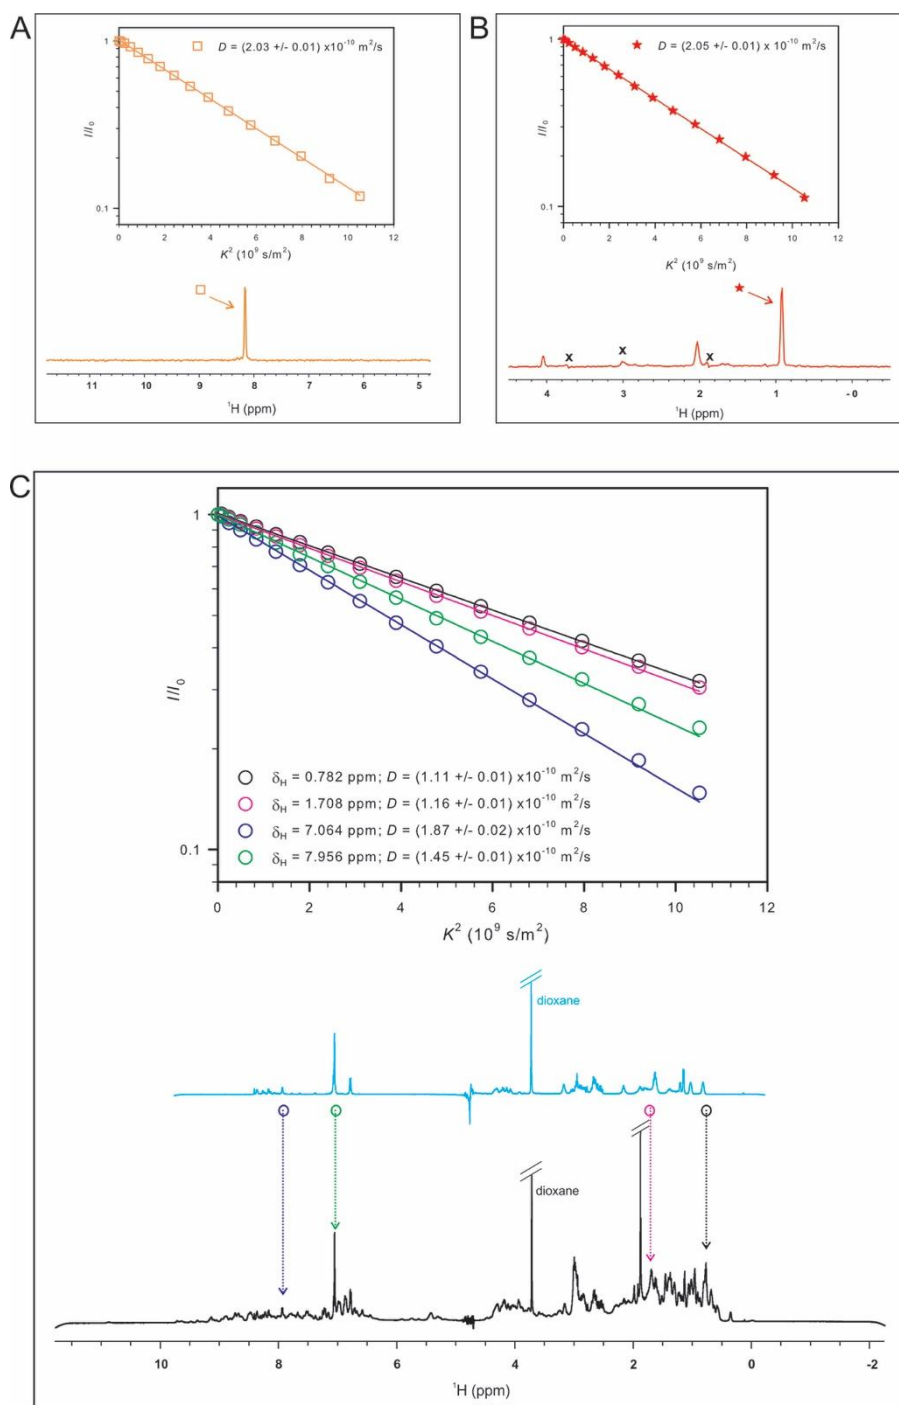 A
D = (2.03 +/- 0.01) x10⁻¹⁰ m²/s
1
I/I₀
0.1
0 2 4 6 8 10 12
K² (10⁹ s/m²)
11 10 9 8 7 6 5
¹H (ppm)
B
D = (2.05 +/- 0.01) x 10⁻¹⁰ m²/s
1
I/I₀
0.1
0 2 4 6 8 10 12
K² (10⁹ s/m²)
x x x
4 3 2 1 - 0
¹H (ppm)
C
1
I/I₀
δH = 0.782 ppm; D = (1.11 +/- 0.01) x10⁻¹⁰ m²/s
δH = 1.708 ppm; D = (1.16 +/- 0.01) x10⁻¹⁰ m²/s
δH = 7.064 ppm; D = (1.87 +/- 0.02) x10⁻¹⁰ m²/s
δH = 7.956 ppm; D = (1.45 +/- 0.01) x10⁻¹⁰ m²/s
0.1
0 2 4 6 8 10 12
K² (10⁹ s/m²)
dioxane
dioxane
10 8 6 4 2 0 -2
¹H (ppm)